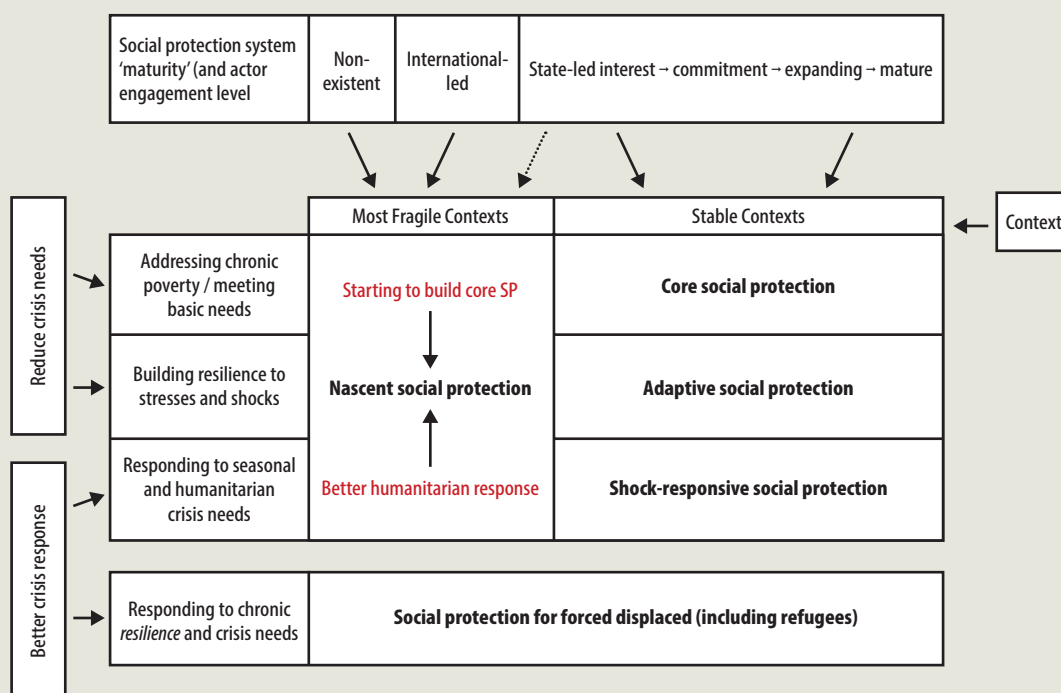 Social protection system
'maturity' (and actor
engagement level
Non-
existent
International-
led
State-led interest → commitment → expanding → mature
Most Fragile Contexts
Stable Contexts
Context
Reduce crisis needs
Addressing chronic
poverty / meeting
basic needs
Starting to build core SP
Core social protection
Building resilience to
stresses and shocks
Nascent social protection
Adaptive social protection
Better crisis response
Responding to seasonal
and humanitarian
crisis needs
Better humanitarian response
Shock-responsive social protection
Responding to chronic
resilience and crisis needs
Social protection for forced displaced (including refugees)